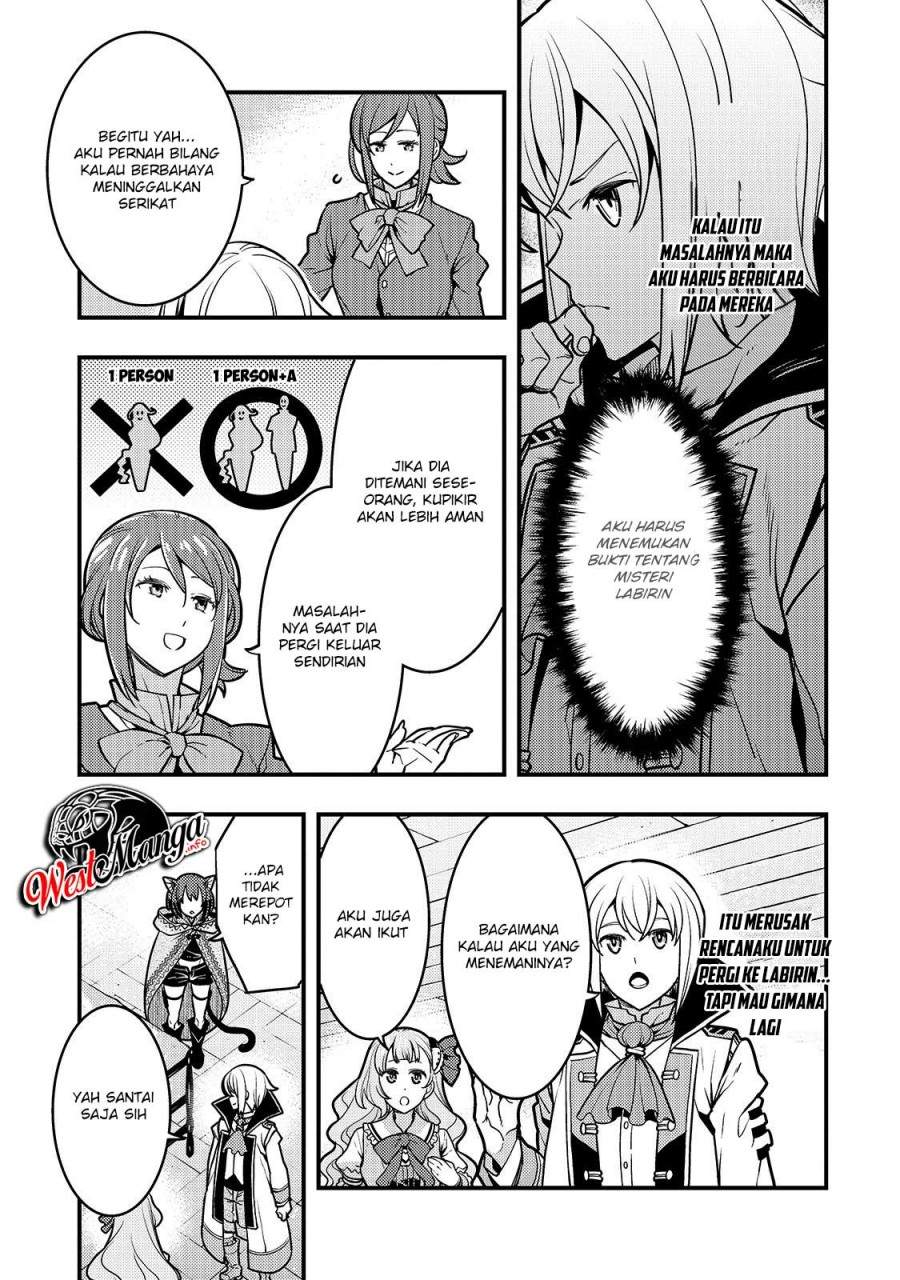 KALAU ITU
MASALAHNYA MAKA
AKU HARUS BERBICARA
PADA MEREKA
AKU HARUS
MENEMUKAN
BUKTI TENTANG
MISTERI
LABIRIN
BEGITU YAH...
AKU PERNAH BILANG
KALAU BERBAHAYA
MENINGGALKAN
SERIKAT
1 PERSON
1 PERSON+A
JIKA DIA
DITEMANI SESE-
ORANG, KUPIKIR
AKAN LEBIH AMAN
MASALAH-
NYA SAAT DIA
PERGI KELUAR
SENDIRIAN
ITU MERUSAK
RENCANAKU UNTUK
PERGI KE LABIRIN...
TAPI MAU GIMANA
LAGI
BAGAIMANA
KALAU AKU YANG
MENEMANINYA?
AKU JUGA
AKAN IKUT
...APA
TIDAK
MEREPOT
KAN?
YAH SANTAI
SAJA SIH
WestManga
.info